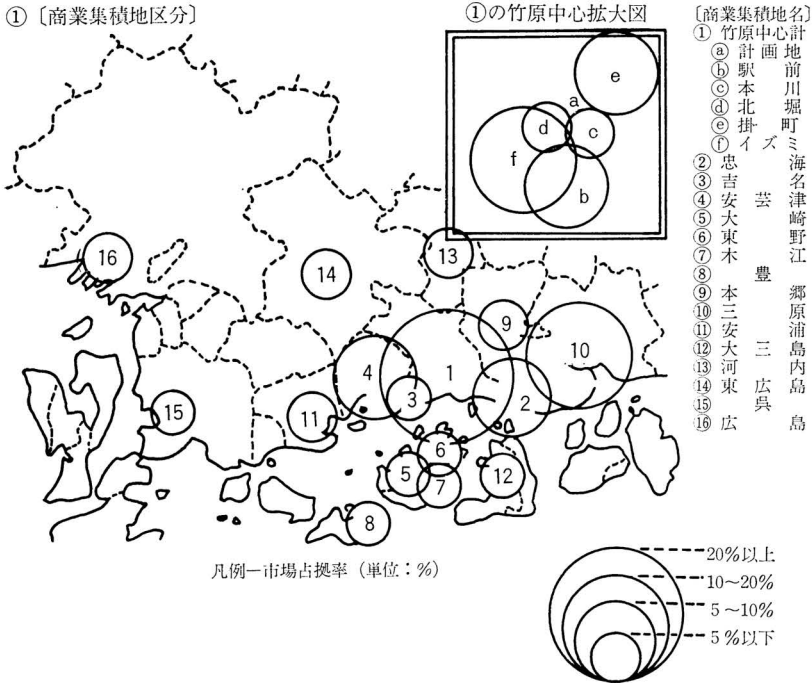 ① 〔商業集積地区分〕
①の竹原中心拡大図
a
b
c
d
e
f
1
2
3
4
5
6
7
8
9
10
11
12
13
14
15
16
凡例－市場占拠率（単位：％）
20％以上
10～20％
5～10％
5％以下
〔商業集積地名〕
① 竹原中心計
ⓐ 計画地
ⓑ 駅前
ⓒ 本川
ⓓ 北堀
ⓔ 掛町
ⓕ イズミ
② 忠海
③ 吉名
④ 安芸津
⑤ 大崎
⑥ 東野
⑦ 木江
⑧ 豊
⑨ 本郷
⑩ 三原
⑪ 安浦
⑫ 大三島
⑬ 河内
⑭ 東広島
⑮ 呉
⑯ 広島